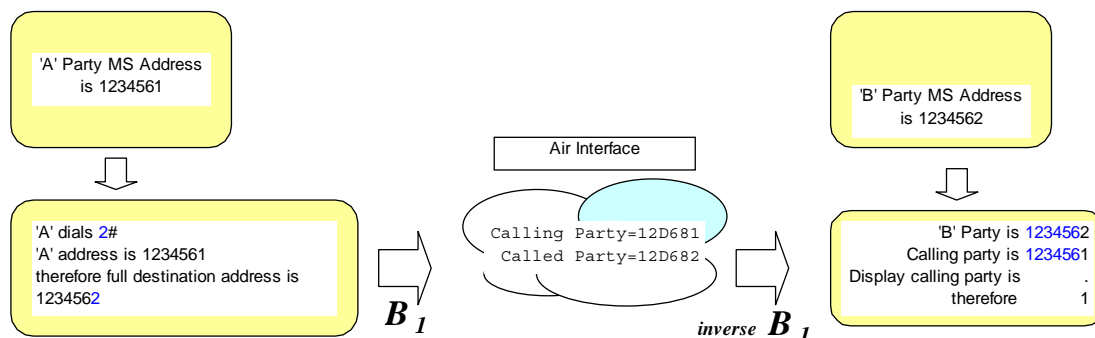 'A' Party MS Address
is 1234561
'B' Party MS Address
is 1234562
Air Interface
'A' dials 2#
'A' address is 1234561
therefore full destination address is
1234562
B 1
Calling Party=12D681
Called Party=12D682
inverse B 1
'B' Party is 1234562
Calling party is 1234561
Display calling party is .
therefore 1